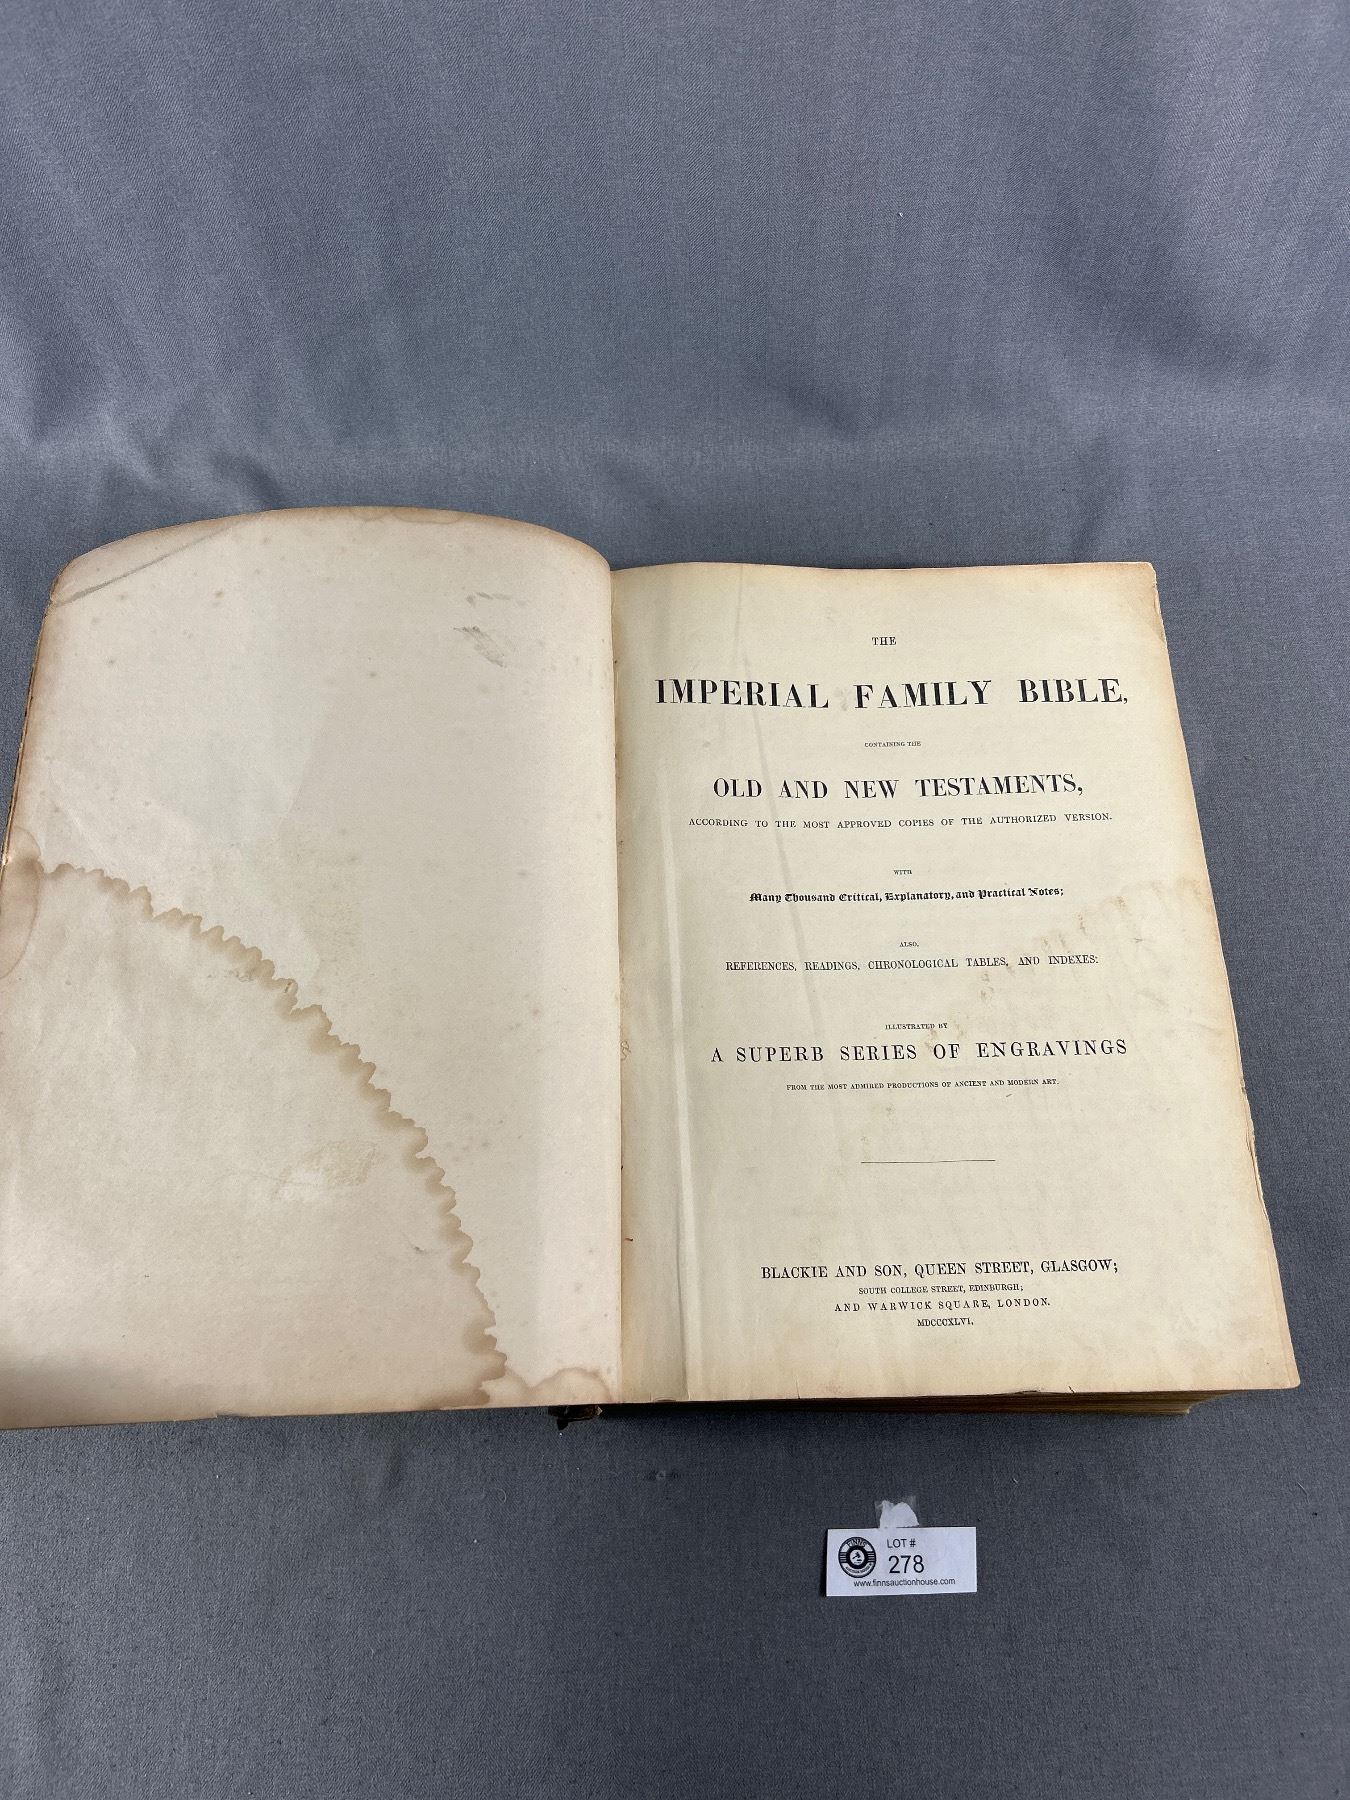 THE
IMPERIAL FAMILY BIBLE,
CONTAINING THE
OLD AND NEW TESTAMENTS,
ACCORDING TO THE MOST APPROVED COPIES OF THE AUTHORIZED VERSION.
WITH
Many Thousand Critical, Explanatory, and Practical Notes;
ALSO,
REFERENCES, READINGS, CHRONOLOGICAL TABLES, AND INDEXES:
ILLUSTRATED BY
A SUPERB SERIES OF ENGRAVINGS
FROM THE MOST ADMIRED PRODUCTIONS OF ANCIENT AND MODERN ART.
BLACKIE AND SON, QUEEN STREET, GLASGOW;
SOUTH COLLEGE STREET, EDINBURGH;
AND WARWICK SQUARE, LONDON.
MDCCCXLVI.
FINNS
LOT #
278
www.finnsauctionhouse.com